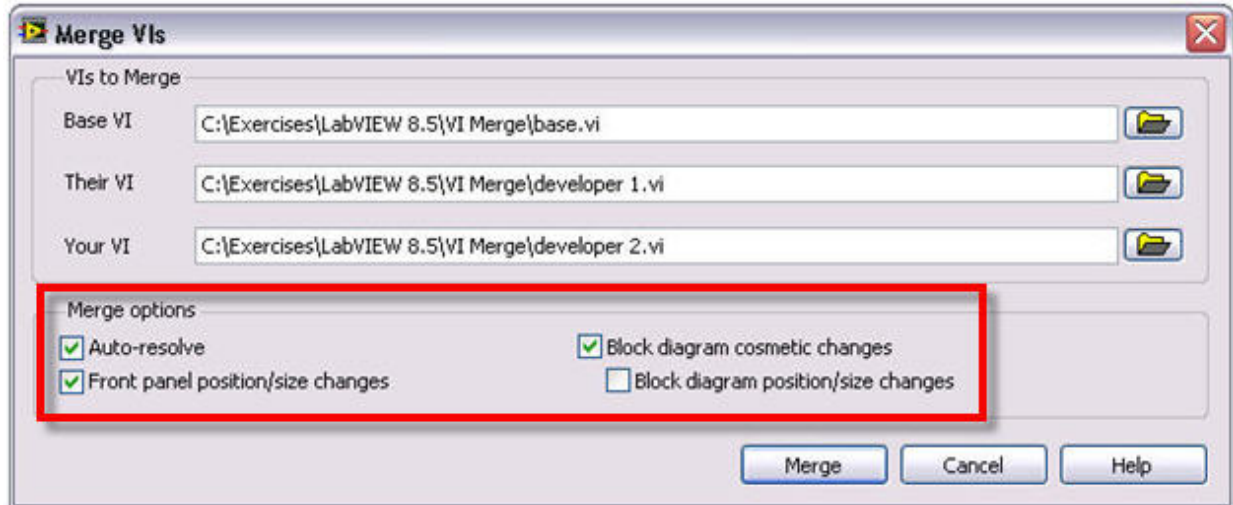 Merge VIs
VIs to Merge
Base VI C:\Exercises\LabVIEW 8.5\VI Merge\base.vi
Their VI C:\Exercises\LabVIEW 8.5\VI Merge\developer 1.vi
Your VI C:\Exercises\LabVIEW 8.5\VI Merge\developer 2.vi
Merge options
Auto-resolve Block diagram cosmetic changes
Front panel position/size changes Block diagram position/size changes
Merge Cancel Help